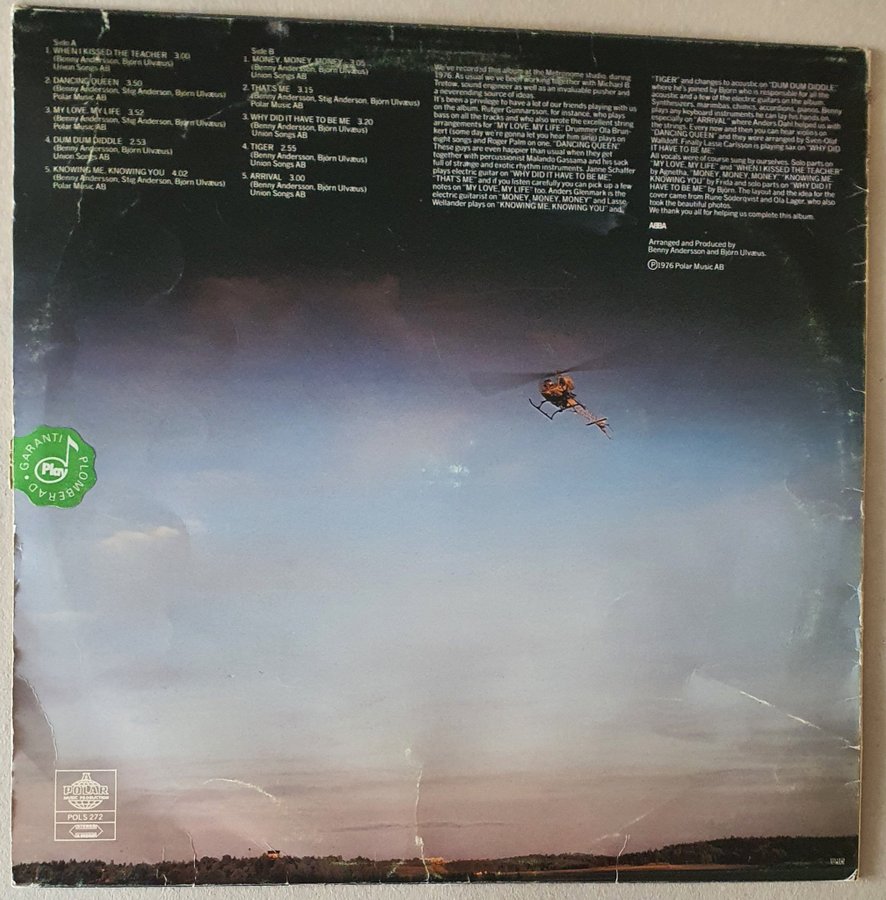 Side A
1. WHEN I KISSED THE TEACHER 3.00
(Benny Andersson, Björn Ulvæus)
Union Songs AB
2. DANCING QUEEN 3.50
(Benny Andersson, Stig Anderson, Björn Ulvæus)
Polar Music AB
3. MY LOVE, MY LIFE 3.52
(Benny Andersson, Stig Anderson, Björn Ulvæus)
Polar Music AB
4. DUM DUM DIDDLE 2.53
(Benny Andersson, Björn Ulvæus)
Union Songs AB
5. KNOWING ME, KNOWING YOU 4.02
(Benny Andersson, Stig Anderson, Björn Ulvæus)
Polar Music AB
Side B
1. MONEY, MONEY, MONEY 3.05
(Benny Andersson, Björn Ulvæus)
Union Songs AB
2. THAT'S ME 3.15
(Benny Andersson, Stig Anderson, Björn Ulvæus)
Polar Music AB
3. WHY DID IT HAVE TO BE ME 3.20
(Benny Andersson, Björn Ulvæus)
Union Songs AB
4. TIGER 2.55
(Benny Andersson, Björn Ulvæus)
Union Songs AB
5. ARRIVAL 3.00
(Benny Andersson, Björn Ulvæus)
Union Songs AB
We've recorded this album at the Metronome studio during
1976. As usual we've been working together with Michael B.
Tretow, sound engineer as well as an invaluable pusher and
a neverending source of ideas.
It's been a privilege to have a lot of our friends playing with us
on the album. Rutger Gunnarsson, for instance, who plays
bass on all the tracks and who also wrote the excellent string
arrangements for "MY LOVE, MY LIFE." Drummer Ola Brun-
kert (some day we're gonna let you hear him sing) plays on
eight songs and Roger Palm on one, "DANCING QUEEN."
These guys are even happier than usual when they get
together with percussionist Malando Gassama and his sack
full of strange and exotic rhythm instruments. Janne Schaffer
plays electric guitar on "WHY DID IT HAVE TO BE ME",
"THAT'S ME" and if you listen carefully you can pick up a few
notes on "MY LOVE, MY LIFE" too. Anders Glenmark is the
electric guitarist on "MONEY, MONEY, MONEY" and Lasse
Wellander plays on "KNOWING ME, KNOWING YOU" and
"TIGER" and changes to acoustic on "DUM DUM DIDDLE"
where he's joined by Björn who is responsible for all the
acoustic and a few of the electric guitars on the album.
Synthesizers, marimbas, chimes, accordions, pianos, Benny
plays any keyboard instruments he can lay his hands on,
especially on "ARRIVAL" where Anders Dahl helped us with
the strings. Every now and then you can hear violins on
"DANCING QUEEN" and they were arranged by Sven-Olof
Walldoff. Finally Lasse Carlsson is playing sax on "WHY DID
IT HAVE TO BE ME".
All vocals were of course sung by ourselves. Solo parts on
"MY LOVE, MY LIFE" and "WHEN I KISSED THE TEACHER"
by Agnetha, "MONEY, MONEY, MONEY" "KNOWING ME,
KNOWING YOU" by Frida and solo parts on "WHY DID IT
HAVE TO BE ME" by Björn. The layout and the idea for the
cover came from Rune Söderqvist and Ola Lager, who also
took the beautiful photos.
We thank you all for helping us complete this album.
ABBA
Arranged and Produced by
Benny Andersson and Björn Ulvæus.
Ⓟ1976 Polar Music AB
GARANTI
Play
PLOMBERAD
POLAR
MUSIC PRODUCTION
POLS 272
STEREO